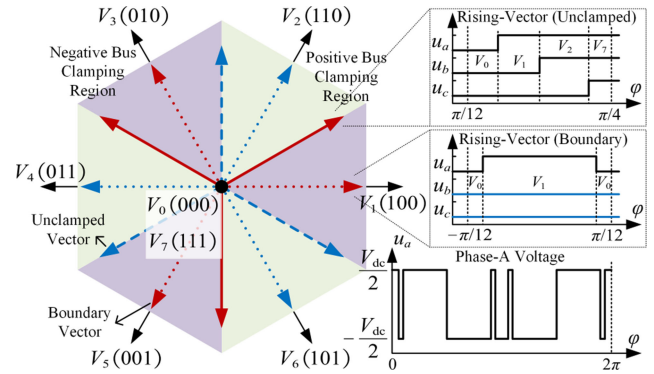 V3(010)
V2(110)
Negative Bus
Clamping
Region
Positive Bus
Clamping
Region
V4(011)
V0(000)
V7(111)
V1(100)
Unclamped
Vector
Boundary
Vector
V5(001)
V6(101)
Rising-Vector (Unclamped)
ua
ub
uc
V0
V1
V2
V7
φ
π/12
π/4
Rising-Vector (Boundary)
ua
ub
uc
V0
V1
V0
φ
−π/12
π/12
ua
Phase-A Voltage
Vdc/2
−Vdc/2
0
2π
φ